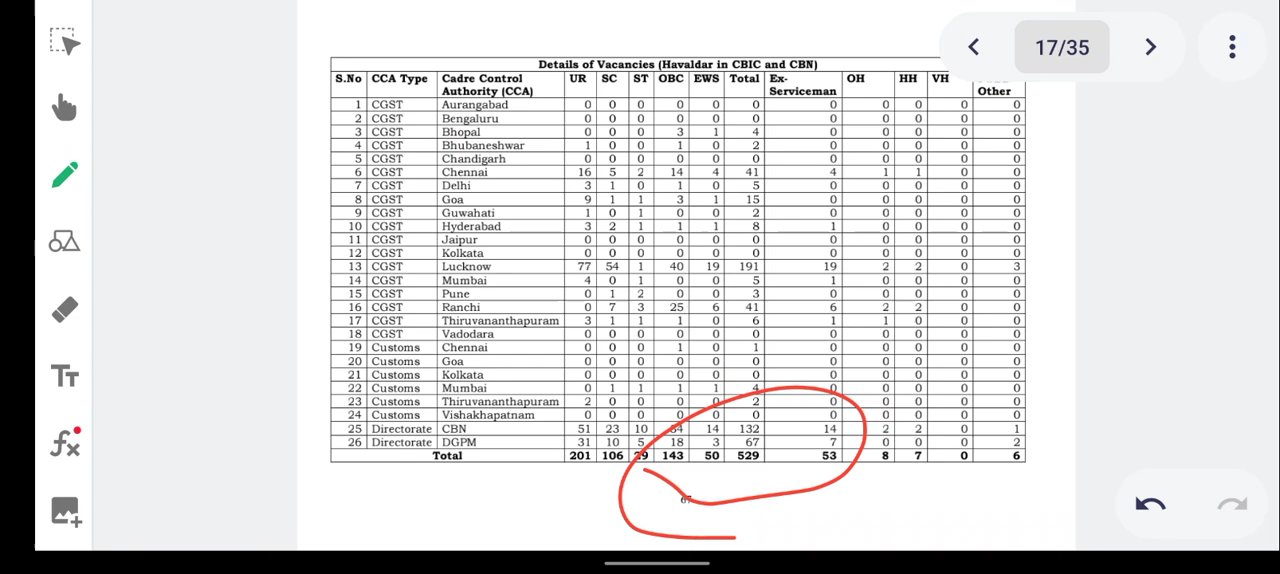 17/35
Details of Vacancies (Havaldar in CBIC and CBN)
S.No CCA Type Cadre Control Authority (CCA) UR SC ST OBC EWS Total Ex-Serviceman OH HH VH Other
1 CGST Aurangabad 0 0 0 0 0 0 0 0 0 0 0
2 CGST Bengaluru 0 0 0 0 0 0 0 0 0 0 0
3 CGST Bhopal 0 0 0 3 1 4 0 0 0 0 0
4 CGST Bhubaneshwar 1 0 0 1 0 2 0 0 0 0 0
5 CGST Chandigarh 0 0 0 0 0 0 0 0 0 0 0
6 CGST Chennai 16 5 2 14 4 41 4 1 1 0 0
7 CGST Delhi 3 1 0 1 0 5 0 0 0 0 0
8 CGST Goa 9 1 1 3 1 15 0 0 0 0 0
9 CGST Guwahati 1 0 1 0 0 2 0 0 0 0 0
10 CGST Hyderabad 3 2 1 1 1 8 1 0 0 0 0
11 CGST Jaipur 0 0 0 0 0 0 0 0 0 0 0
12 CGST Kolkata 0 0 0 0 0 0 0 0 0 0 0
13 CGST Lucknow 77 54 1 40 19 191 19 2 2 0 3
14 CGST Mumbai 4 0 1 0 0 5 1 0 0 0 0
15 CGST Pune 0 1 2 0 0 3 0 0 0 0 0
16 CGST Ranchi 0 7 3 25 6 41 6 2 2 0 0
17 CGST Thiruvananthapuram 3 1 1 1 0 6 1 1 0 0 0
18 CGST Vadodara 0 0 0 0 0 0 0 0 0 0 0
19 Customs Chennai 0 0 0 1 0 1 0 0 0 0 0
20 Customs Goa 0 0 0 0 0 0 0 0 0 0 0
21 Customs Kolkata 0 0 0 0 0 0 0 0 0 0 0
22 Customs Mumbai 0 1 1 1 1 4 0 0 0 0 0
23 Customs Thiruvananthapuram 2 0 0 0 0 2 0 0 0 0 0
24 Customs Vishakhapatnam 0 0 0 0 0 0 0 0 0 0 0
25 Directorate CBN 51 23 10 34 14 132 14 2 2 0 1
26 Directorate DGPM 31 10 5 18 3 67 7 0 0 0 2
Total 201 106 29 143 50 529 53 8 7 0 6
Tт
fx